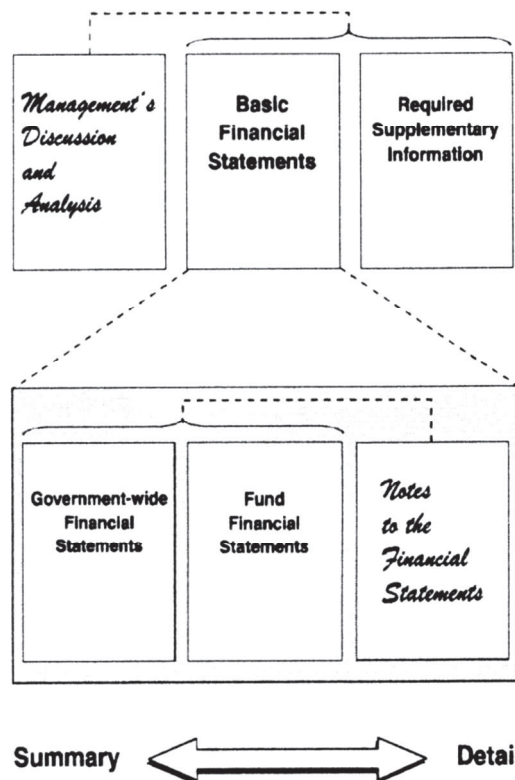 Management's
Discussion
and
Analysis
Basic
Financial
Statements
Required
Supplementary
Information
Government-wide
Financial
Statements
Fund
Financial
Statements
Notes
to the
Financial
Statements
Summary
Detai